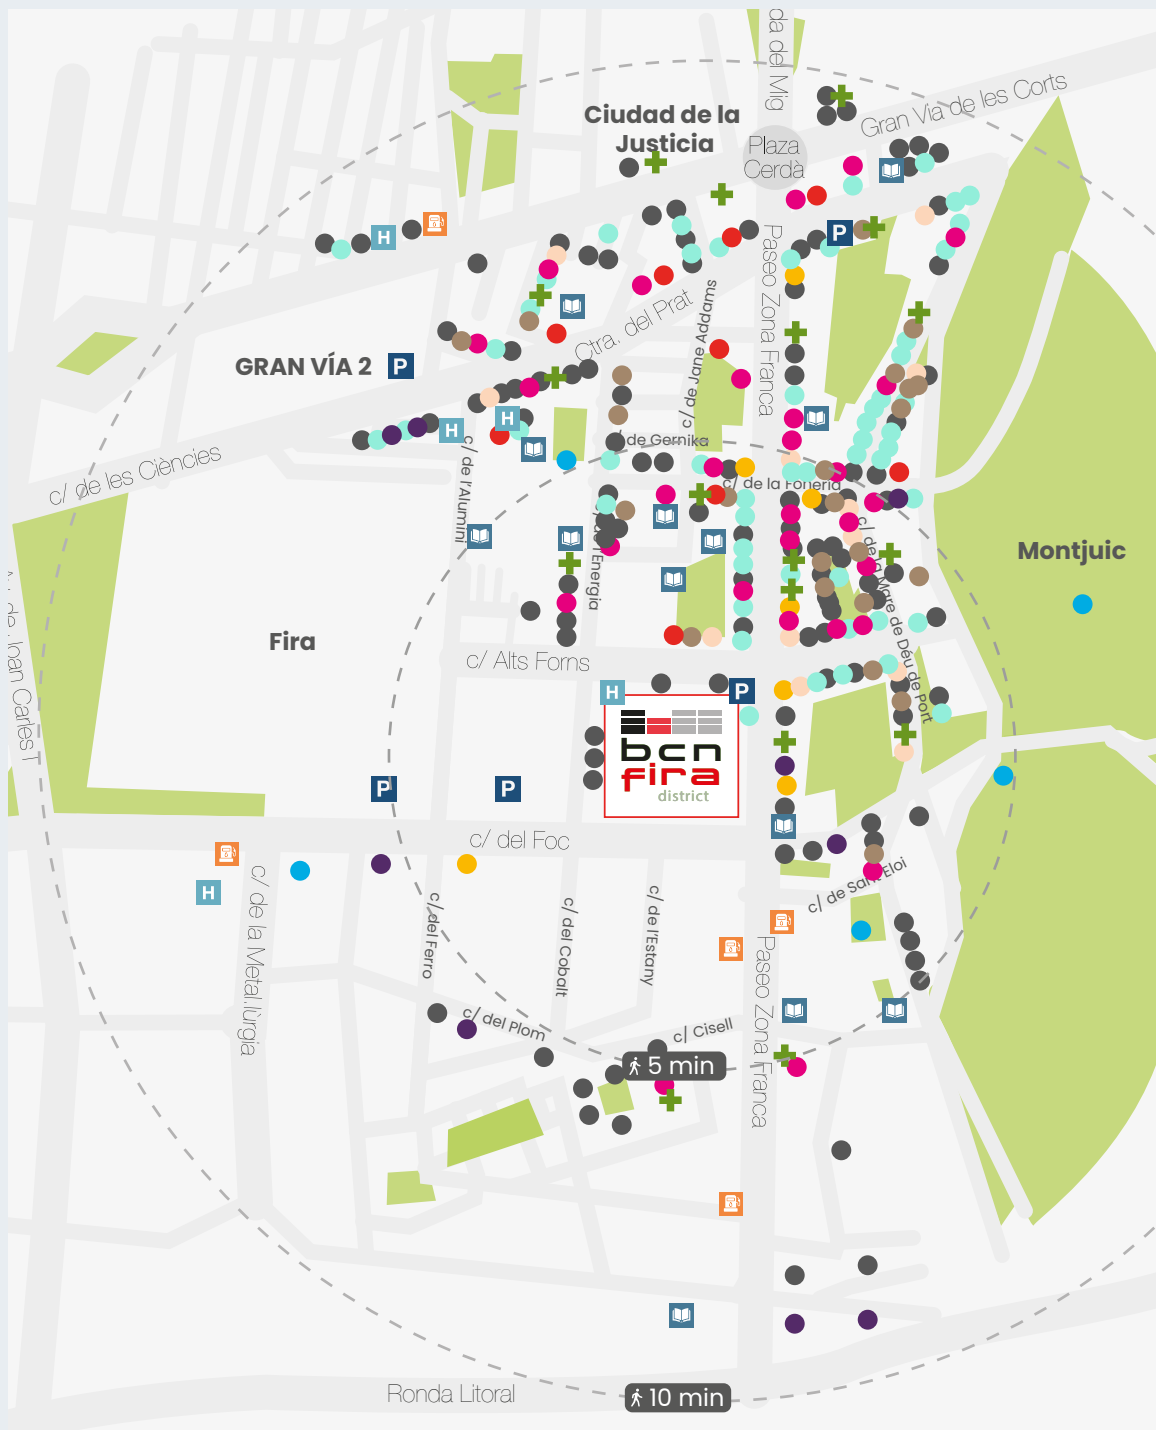 da del Mig
Ciudad de la
Justicia
Plaza
Cerdà
Gran Via de les Corts
H
P
Paseo Zona Franca
Ctra. del Prat
c/ de Jane Addams
GRAN VÍA 2
P
H
H
de Gernika
c/ de les Ciències
c/ de l'Alumini
c/ de la Foneria
Montjuic
Fira
c/ Alts Forns
H
P
bcn
fira
district
P
P
c/ del Foc
H
c/ de la Metal.lúrgia
c/ del Ferro
c/ del Cobalt
c/ de l'Estany
c/ de Sant Eloi
Paseo Zona Franca
c/ del Plom
c/ Cisell
5 min
10 min
Ronda Litoral